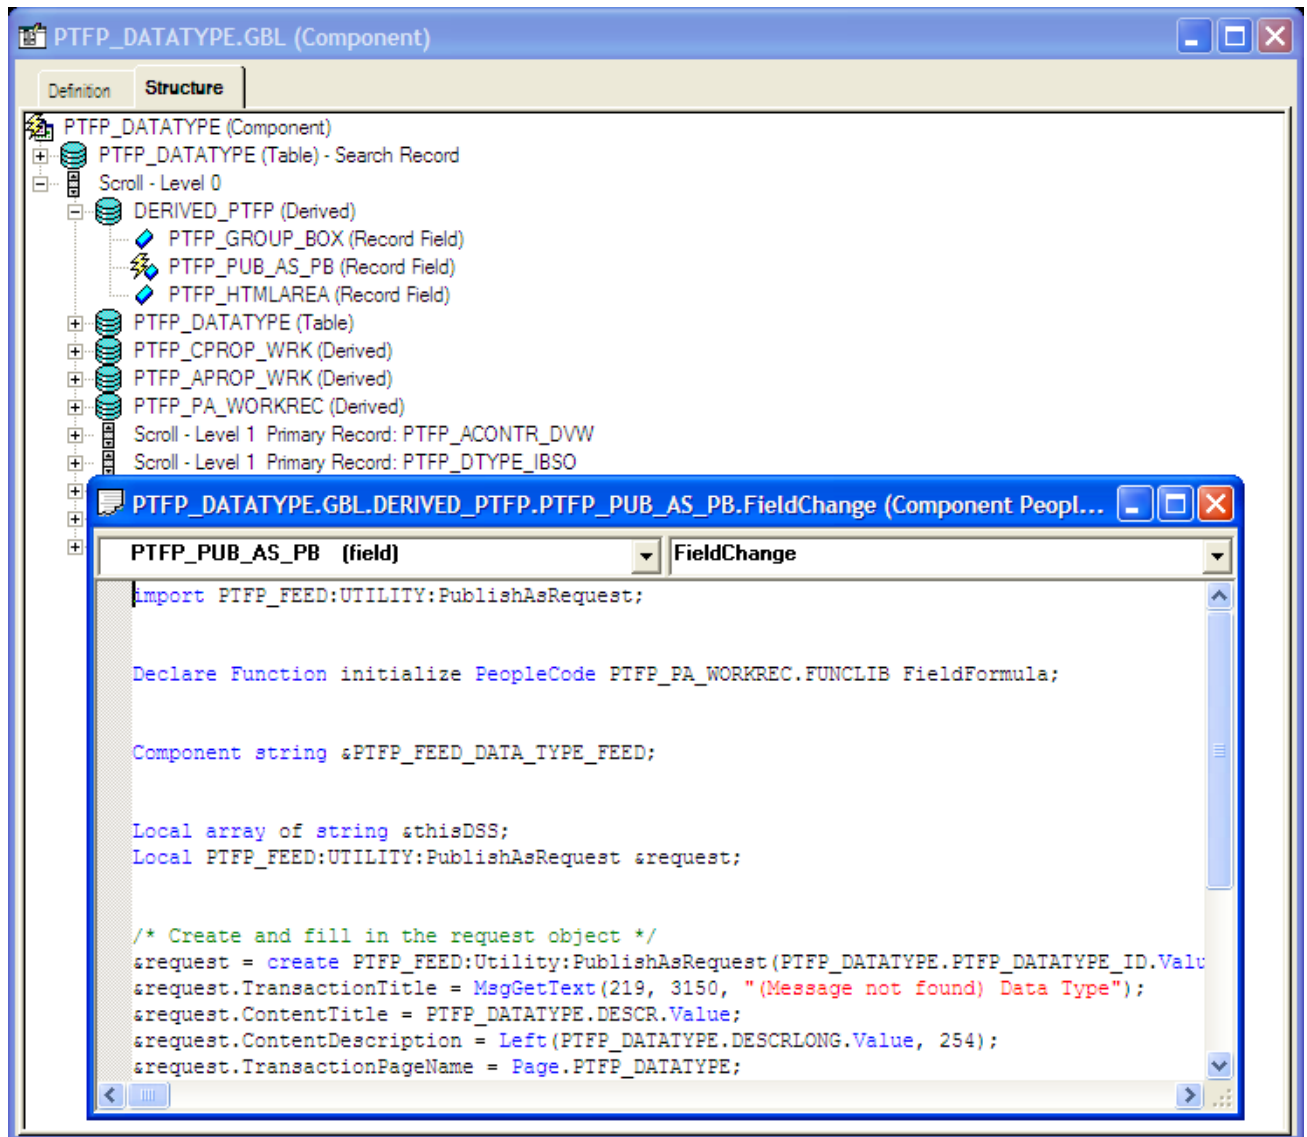 PTFP_DATATYPE.GBL (Component)
Definition
Structure
PTFP_DATATYPE (Component)
PTFP_DATATYPE (Table) - Search Record
Scroll - Level 0
DERIVED_PTFP (Derived)
PTFP_GROUP_BOX (Record Field)
PTFP_PUB_AS_PB (Record Field)
PTFP_HTMLAREA (Record Field)
PTFP_DATATYPE (Table)
PTFP_CPROP_WRK (Derived)
PTFP_APROP_WRK (Derived)
PTFP_PA_WORKREC (Derived)
Scroll - Level 1  Primary Record: PTFP_ACONTR_DVW
Scroll - Level 1  Primary Record: PTFP_DTYPE_IBSO
PTFP_DATATYPE.GBL.DERIVED_PTFP.PTFP_PUB_AS_PB.FieldChange (Component Peopl...
PTFP_PUB_AS_PB   (field)
FieldChange
import PTFP_FEED:UTILITY:PublishAsRequest;
Declare Function initialize PeopleCode PTFP_PA_WORKREC.FUNCLIB FieldFormula;
Component string &PTFP_FEED_DATA_TYPE_FEED;
Local array of string &thisDSS;
Local PTFP_FEED:UTILITY:PublishAsRequest &request;
/* Create and fill in the request object */
&request = create PTFP_FEED:Utility:PublishAsRequest(PTFP_DATATYPE.PTFP_DATATYPE_ID.Valu
&request.TransactionTitle = MsgGetText(219, 3150, "(Message not found) Data Type");
&request.ContentTitle = PTFP_DATATYPE.DESCR.Value;
&request.ContentDescription = Left(PTFP_DATATYPE.DESCRLONG.Value, 254);
&request.TransactionPageName = Page.PTFP_DATATYPE;